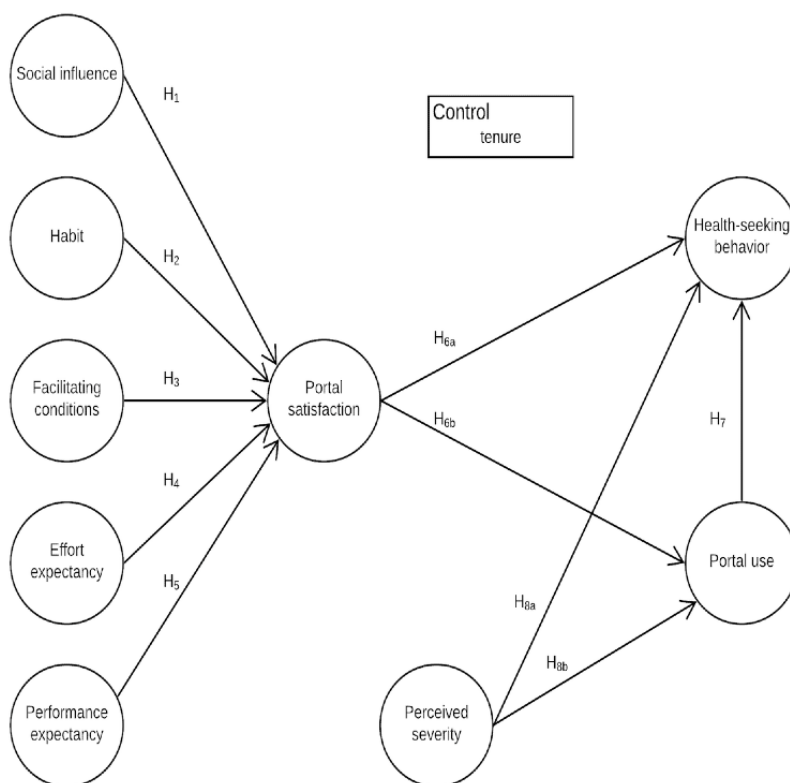 Social influence
H1
Control
tenure
Habit
H2
Health-seeking
behavior
Facilitating
conditions
H3
Portal
satisfaction
H6a
H6b
H7
H4
Effort
expectancy
H5
Portal use
H8a
H8b
Performance
expectancy
Perceived
severity